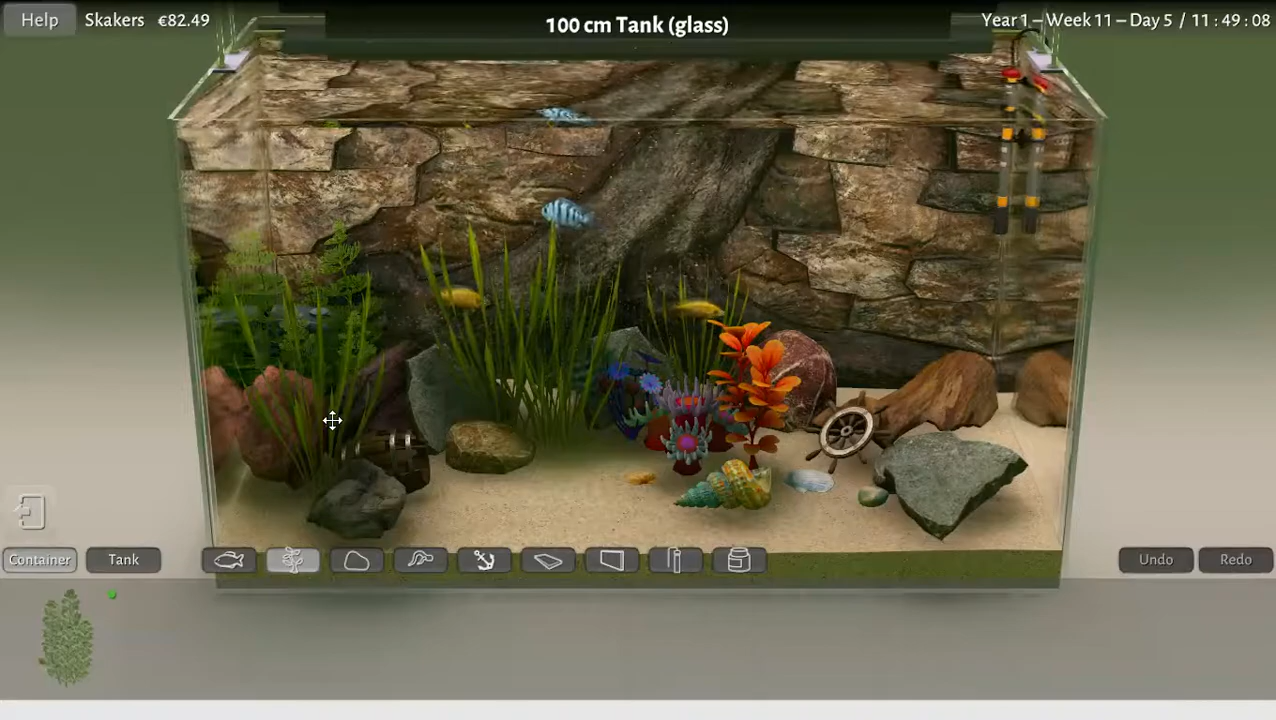 Help Skakers €82.49
100 cm Tank (glass)
Year 1 – Week 11 – Day 5 / 11 : 49 : 08
Container Tank
Undo Redo